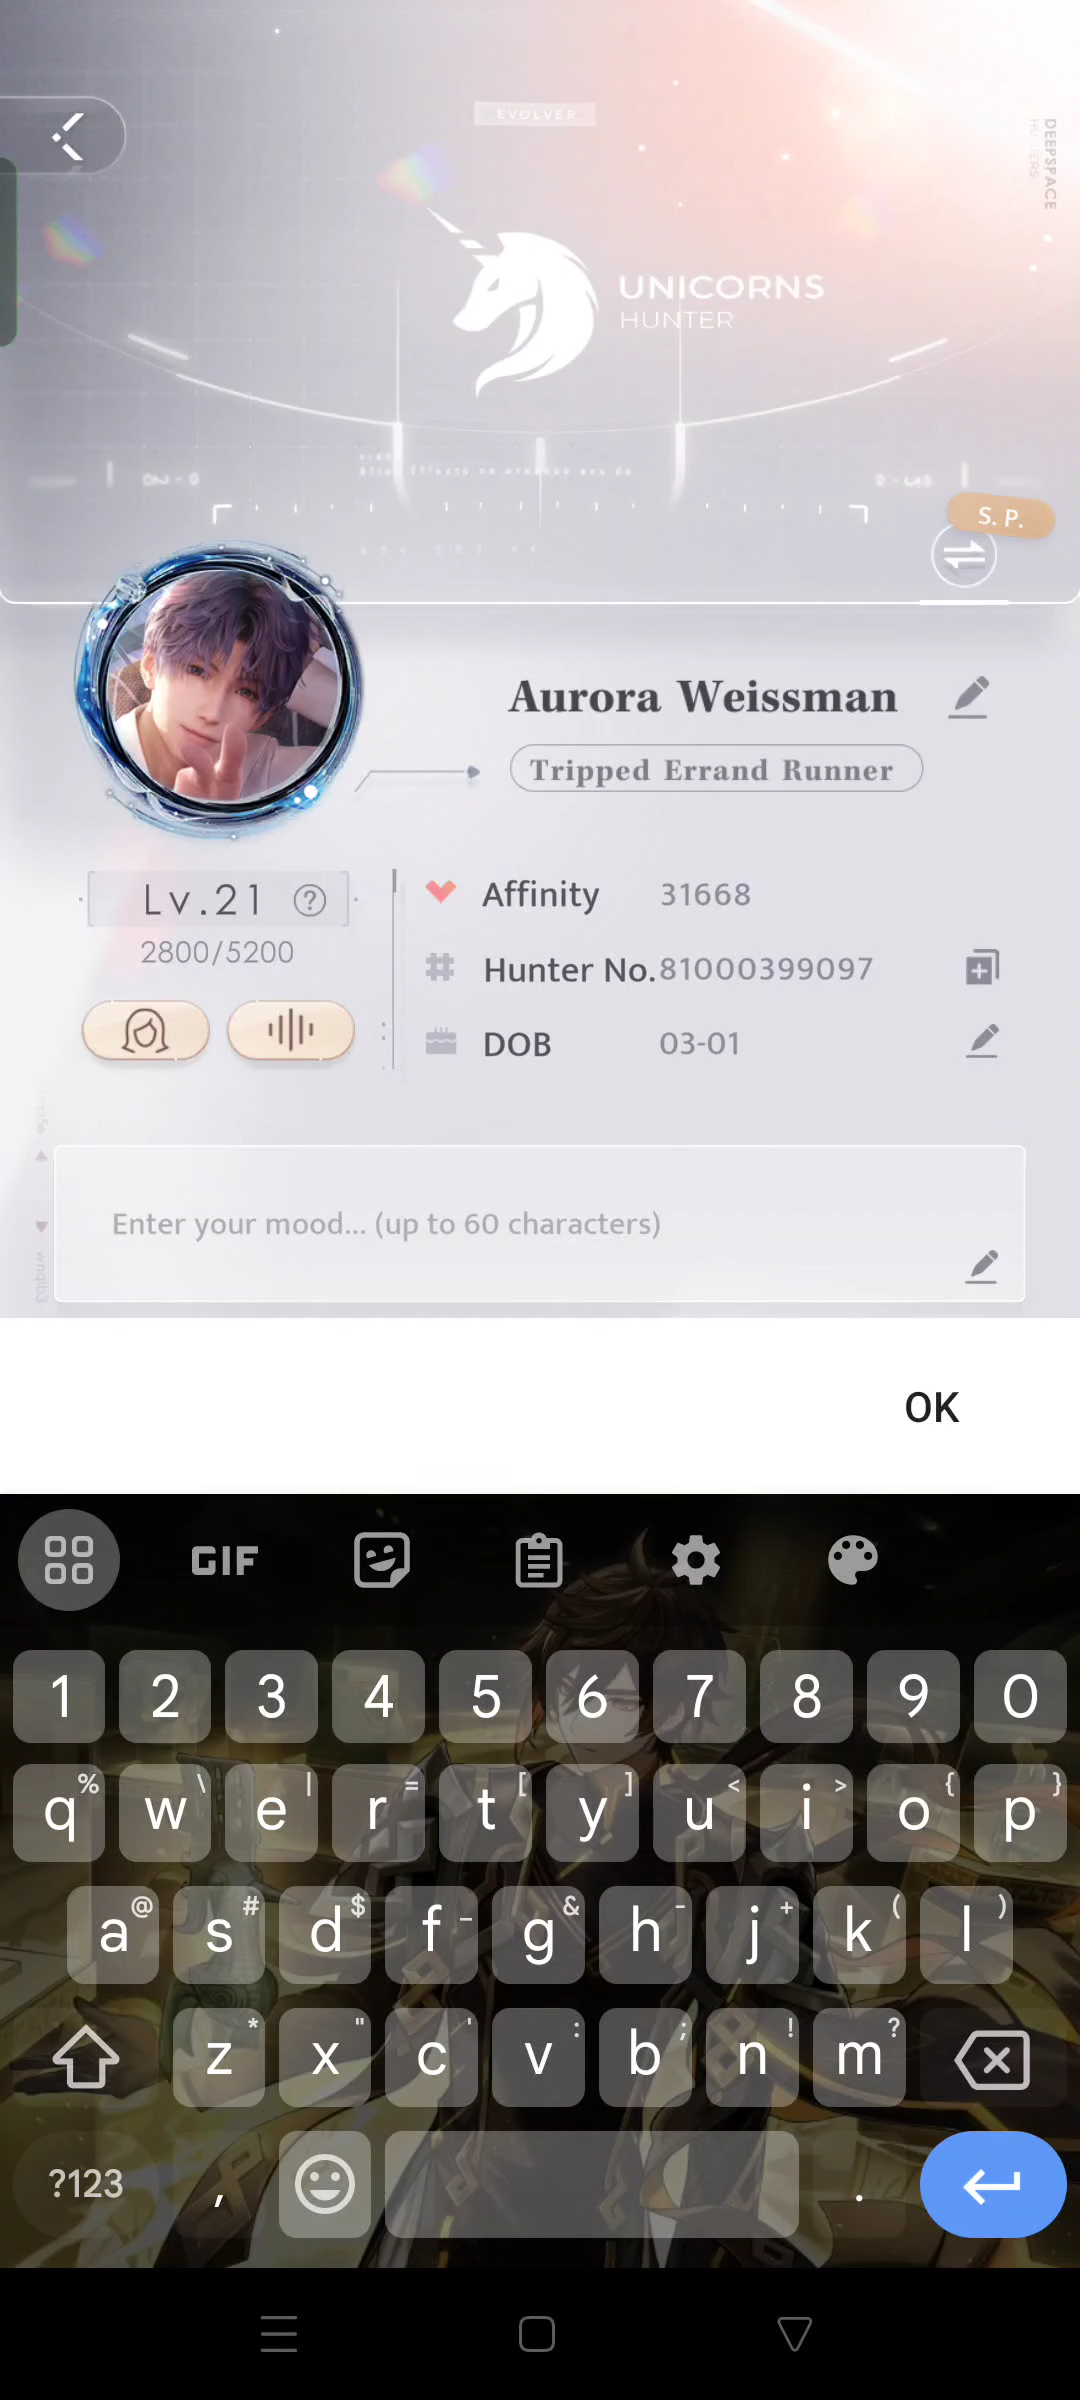 EVOLVER
DEEPSPACE
HUNTERS
UNICORNS
HUNTER
S. P.
Aurora Weissman
Tripped Errand Runner
Lv.21 ?
2800/5200
Affinity 31668
Hunter No. 81000399097
DOB 03-01
Enter your mood... (up to 60 characters)
OK
GIF
1 2 3 4 5 6 7 8 9 0
% \ | = [ ] < > { }
q w e r t y u i o p
@ # $ _ & - + ( )
a s d f g h j k l
* " ' : ; ! ?
z x c v b n m
?123 , .